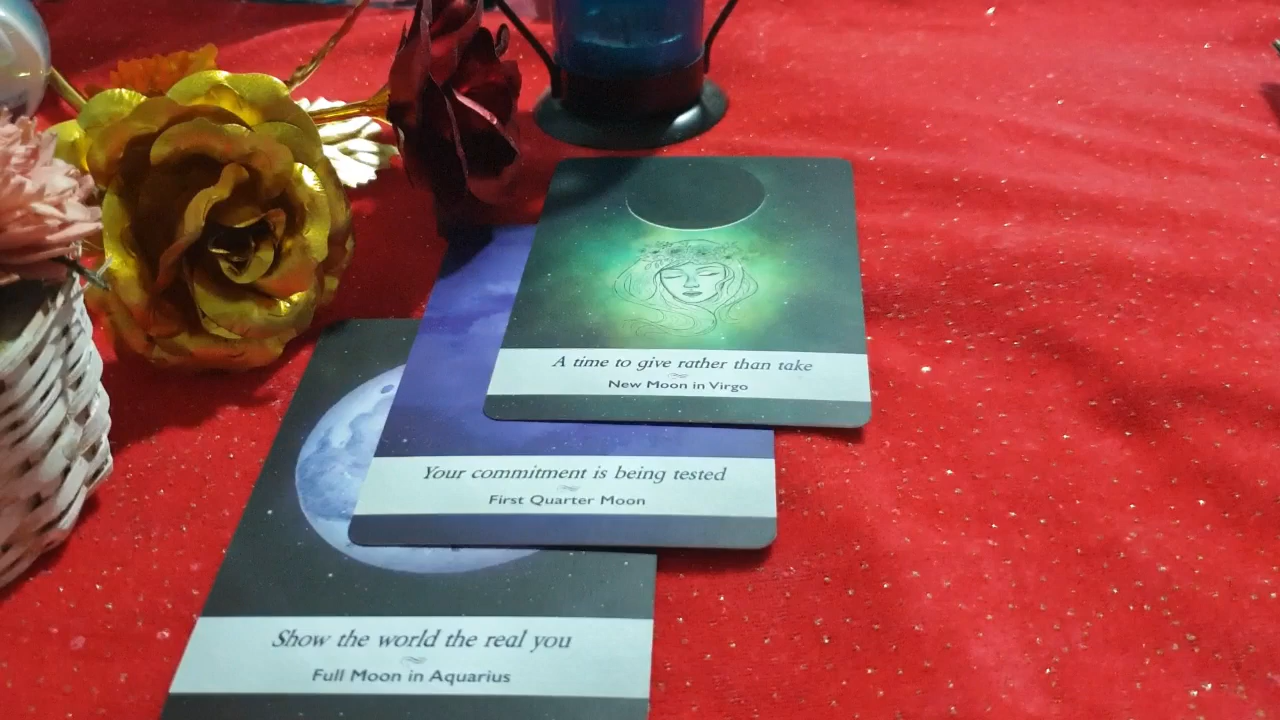 A time to give rather than take
New Moon in Virgo
Your commitment is being tested
First Quarter Moon
Show the world the real you
Full Moon in Aquarius